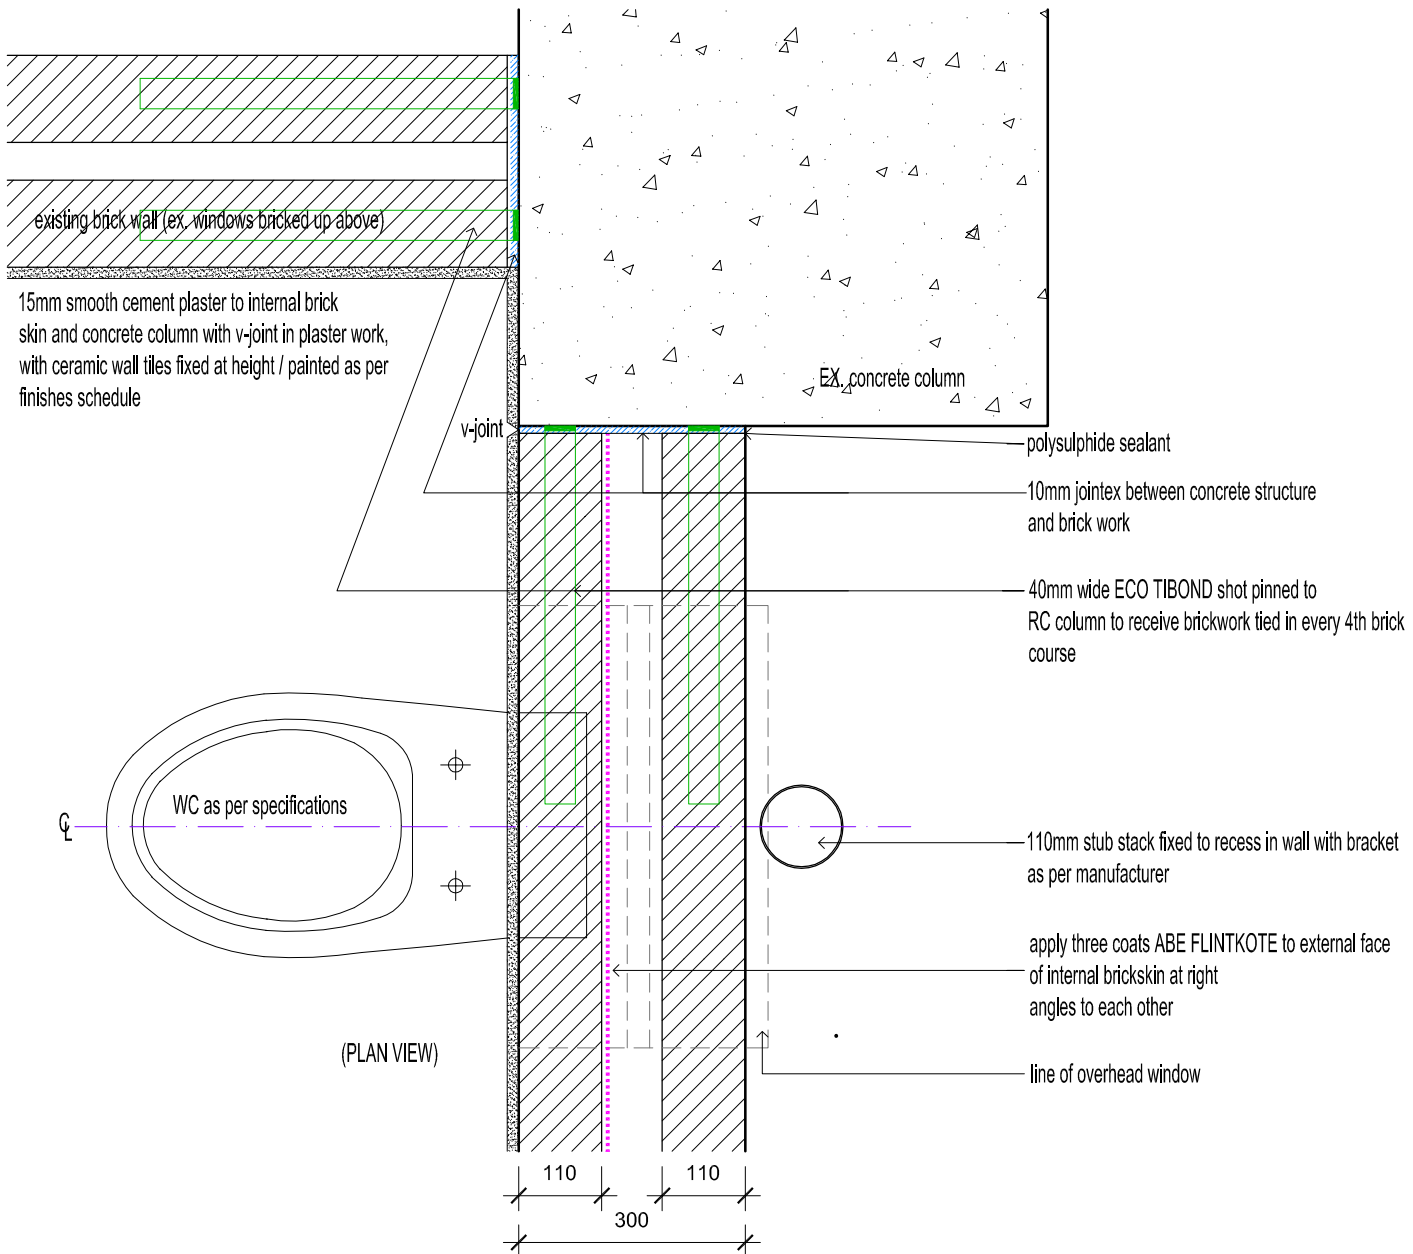 existing brick wall (ex. windows bricked up above)
15mm smooth cement plaster to internal brick
skin and concrete column with v-joint in plaster work,
with ceramic wall tiles fixed at height / painted as per
finishes schedule
EX. concrete column
v-joint
polysulphide sealant
10mm jointex between concrete structure
and brick work
40mm wide ECO TIBOND shot pinned to
RC column to receive brickwork tied in every 4th brick
course
WC as per specifications
CL
110mm stub stack fixed to recess in wall with bracket
as per manufacturer
apply three coats ABE FLINTKOTE to external face
of internal brickskin at right
angles to each other
(PLAN VIEW)
line of overhead window
110
110
300